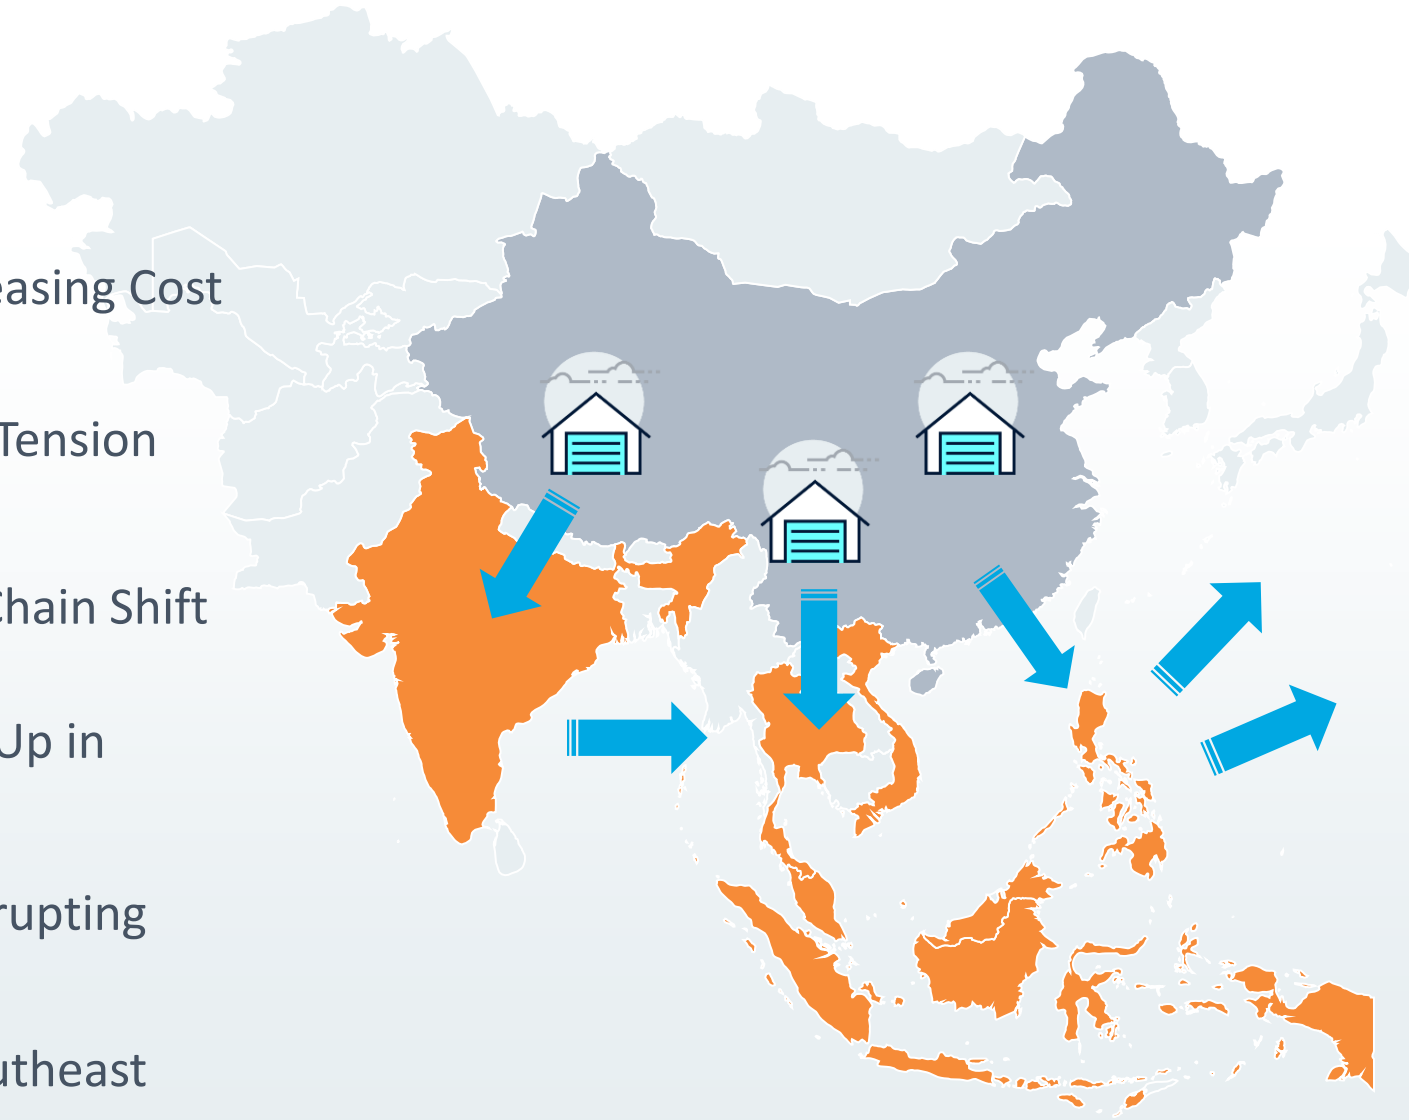 easing Cost
Tension
Chain Shift
Up in
rupting
utheast